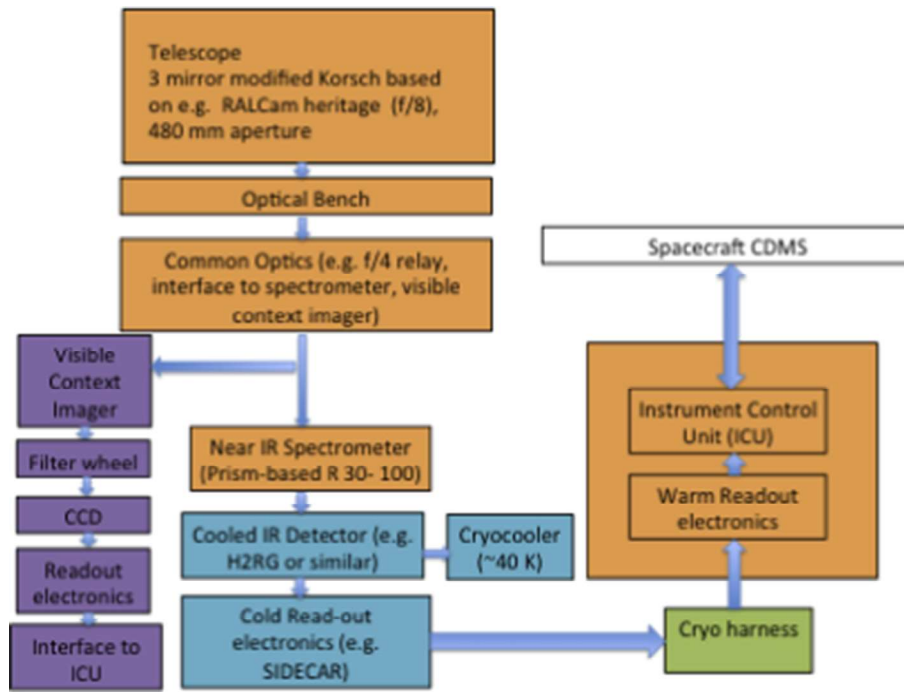 Telescope
3 mirror modified Korsch based
on e.g. RALCam heritage (f/8),
480 mm aperture
Optical Bench
Common Optics (e.g. f/4 relay,
interface to spectrometer, visible
context imager)
Spacecraft CDMS
Visible
Context
Imager
Filter wheel
CCD
Readout
electronics
Interface to
ICU
Near IR Spectrometer
(Prism-based R 30- 100)
Cooled IR Detector (e.g.
H2RG or similar)
Cryocooler
(~40 K)
Cold Read-out
electronics (e.g.
SIDECAR)
Cryo harness
Instrument Control
Unit (ICU)
Warm Readout
electronics